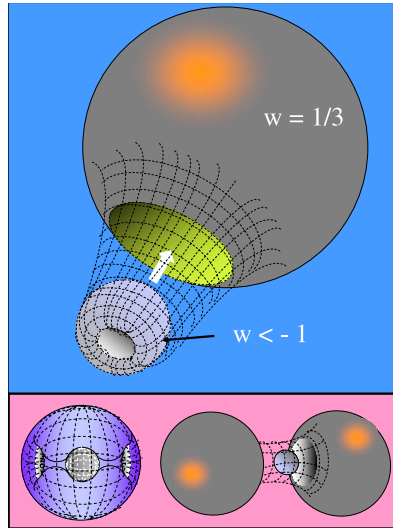 w = 1/3
w < - 1